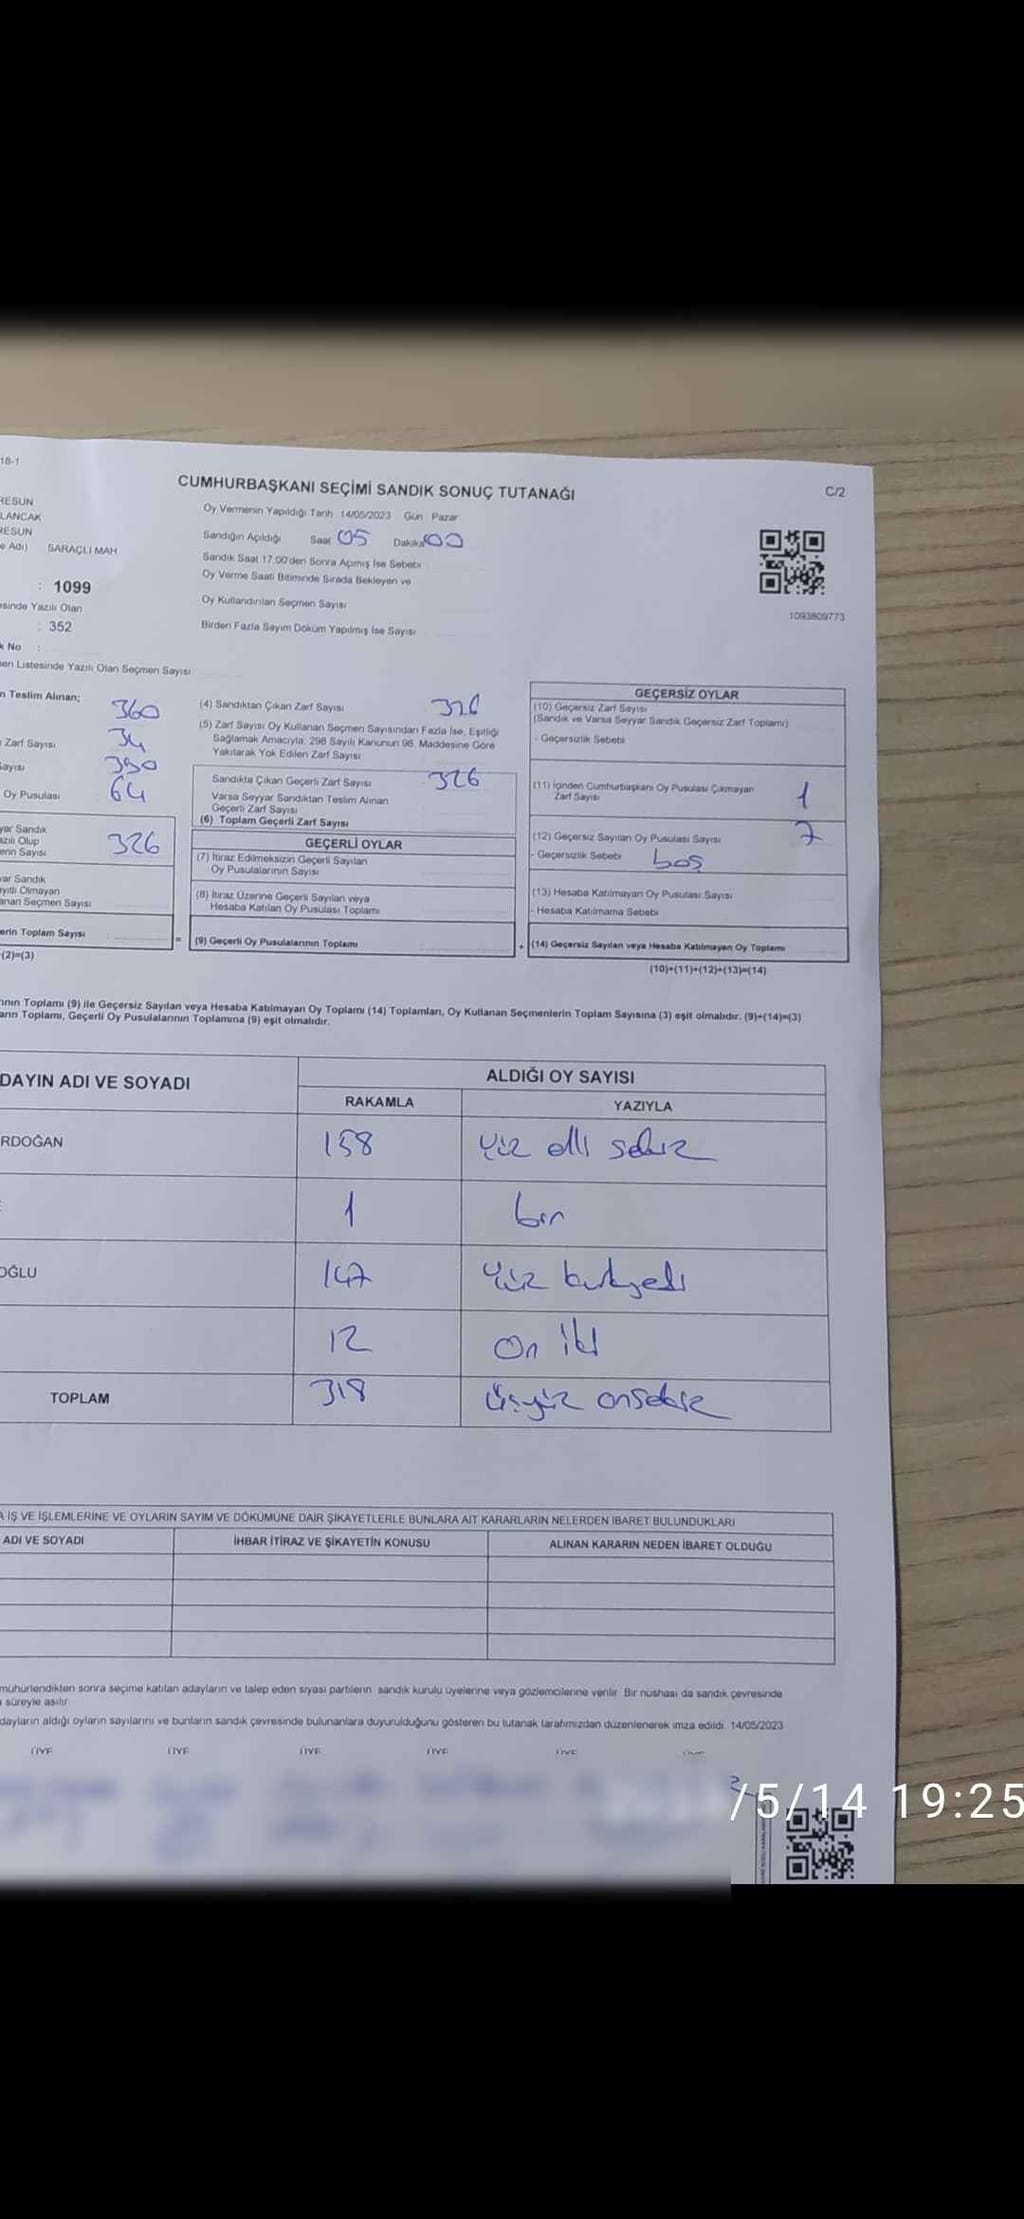 18-1
CUMHURBAŞKANI SEÇİMİ SANDIK SONUÇ TUTANAĞI
C/2
RESUN
LANCAK
RESUN
e Adı) SARAÇLI MAH
: 1099
esinde Yazılı Olan
: 352
k No :
en Listesinde Yazılı Olan Seçmen Sayısı
Oy Vermenin Yapıldığı Tarih 14/05/2023 Gün Pazar
Sandığın Açıldığı Saat 05 Dakika 00
Sandık Saat 17.00'den Sonra Açımış İse Sebebi
Oy Verme Saati Bitiminde Sırada Bekleyen ve
Oy Kullandırılan Seçmen Sayısı
Birden Fazla Sayım Döküm Yapılmış İse Sayısı
1093809773
n Teslim Alınan;
360
Zarf Sayısı 34
Sayısı 390
Oy Pusulası 64
yar Sandık
azılı Olup
enin Sayısı
326
yar Sandık
yıtlı Olmayan
anan Seçmen Sayısı
erin Toplam Sayısı
(2)=(3)
(4) Sandıktan Çıkan Zarf Sayısı 326
(5) Zarf Sayısı Oy Kullanan Seçmen Sayısından Fazla İse, Eşitliği
Sağlamak Amacıyla; 298 Sayılı Kanunun 98. Maddesine Göre
Yakılarak Yok Edilen Zarf Sayısı
Sandıkta Çıkan Geçerli Zarf Sayısı 326
Varsa Seyyar Sandıktan Teslim Alınan
Geçerli Zarf Sayısı
(6) Toplam Geçerli Zarf Sayısı
GEÇERLİ OYLAR
(7) İtiraz Edilmeksizin Geçerli Sayılan
Oy Pusulalarının Sayısı
(8) İtiraz Üzerine Geçerli Sayılan veya
Hesaba Katılan Oy Pusulası Toplamı
= (9) Geçerli Oy Pusulalarının Toplamı
GEÇERSİZ OYLAR
(10) Geçersiz Zarf Sayısı
(Sandık ve Varsa Seyyar Sandık Geçersiz Zarf Toplamı)
- Geçersizlik Sebebi
(11) İçinden Cumhurbaşkanı Oy Pusulası Çıkmayan
Zarf Sayısı
1
(12) Geçersiz Sayılan Oy Pusulası Sayısı 7
- Geçersizlik Sebebi boş
(13) Hesaba Katılmayan Oy Pusulası Sayısı
- Hesaba Katılmama Sebebi
+ (14) Geçersiz Sayılan veya Hesaba Katılmayan Oy Toplamı
(10)+(11)+(12)+(13)=(14)
rının Toplamı (9) ile Geçersiz Sayılan veya Hesaba Katılmayan Oy Toplamı (14) Toplamları, Oy Kullanan Seçmenlerin Toplam Sayısına (3) eşit olmalıdır. (9)+(14)=(3)
arın Toplamı, Geçerli Oy Pusulalarının Toplamına (9) eşit olmalıdır.
DAYIN ADI VE SOYADI
ALDIĞI OY SAYISI
RAKAMLA YAZIYLA
RDOĞAN 158 yüz elli sekiz
1 bir
OĞLU 147 yüz kırkyedi
12 on iki
TOPLAM 318 üçyüz onsekiz
A İŞ VE İŞLEMLERİNE VE OYLARIN SAYIM VE DÖKÜMÜNE DAİR ŞİKAYETLERLE BUNLARA AİT KARARLARIN NELERDEN İBARET BULUNDUKLARI
ADI VE SOYADI İHBAR İTİRAZ VE ŞİKAYETİN KONUSU ALINAN KARARIN NEDEN İBARET OLDUĞU
mühürlendikten sonra seçime katılan adayların ve talep eden siyasi partilerin sandık kurulu üyelerine veya gözlemcilerine verilir. Bir nüshası da sandık çevresinde
süreyle asılır.
dayların aldığı oyların sayılarını ve bunların sandık çevresinde bulunanlara duyurulduğunu gösteren bu tutanak tarafımızdan düzenlenerek imza edildi. 14/05/2023
ÜYE ÜYE ÜYE ÜYE ÜYE
/5/14 19:25